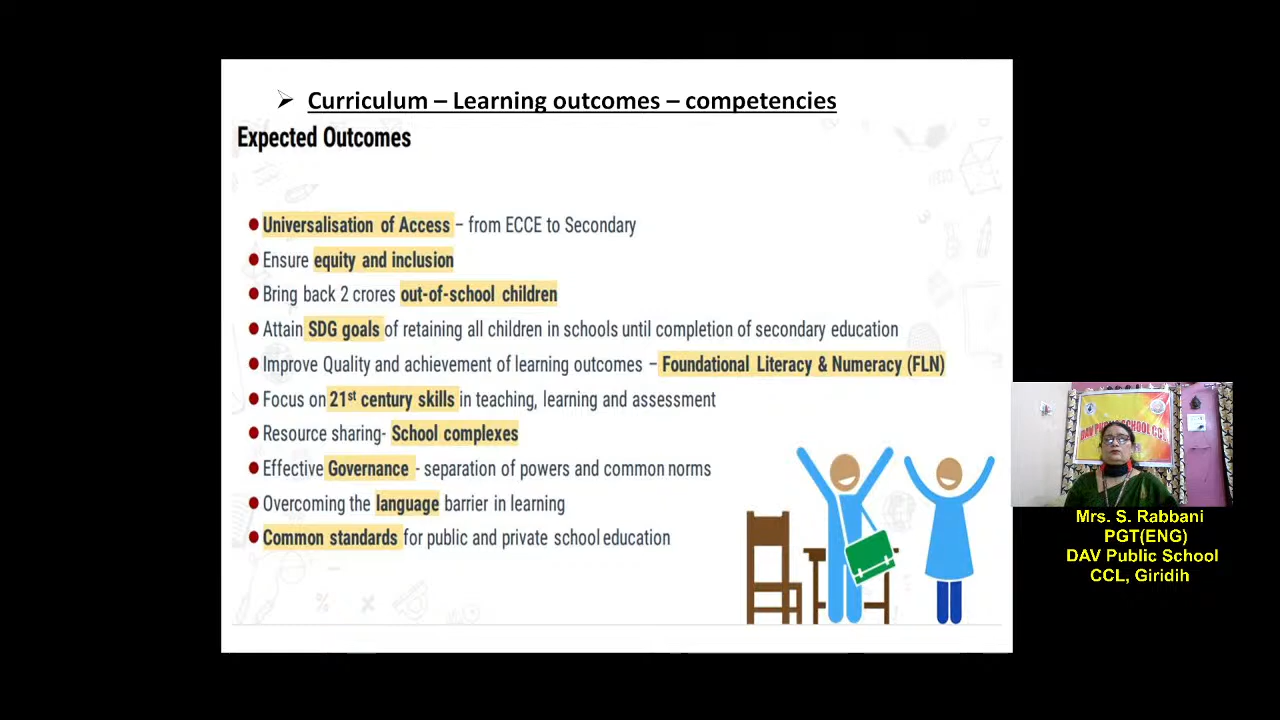 ➢ Curriculum – Learning outcomes – competencies
Expected Outcomes
● Universalisation of Access – from ECCE to Secondary
● Ensure equity and inclusion
● Bring back 2 crores out-of-school children
● Attain SDG goals of retaining all children in schools until completion of secondary education
● Improve Quality and achievement of learning outcomes – Foundational Literacy & Numeracy (FLN)
● Focus on 21st century skills in teaching, learning and assessment
● Resource sharing- School complexes
● Effective Governance - separation of powers and common norms
● Overcoming the language barrier in learning
● Common standards for public and private school education
DAV PUBLIC SCHOOL CCL
Mrs. S. Rabbani
PGT(ENG)
DAV Public School
CCL, Giridih